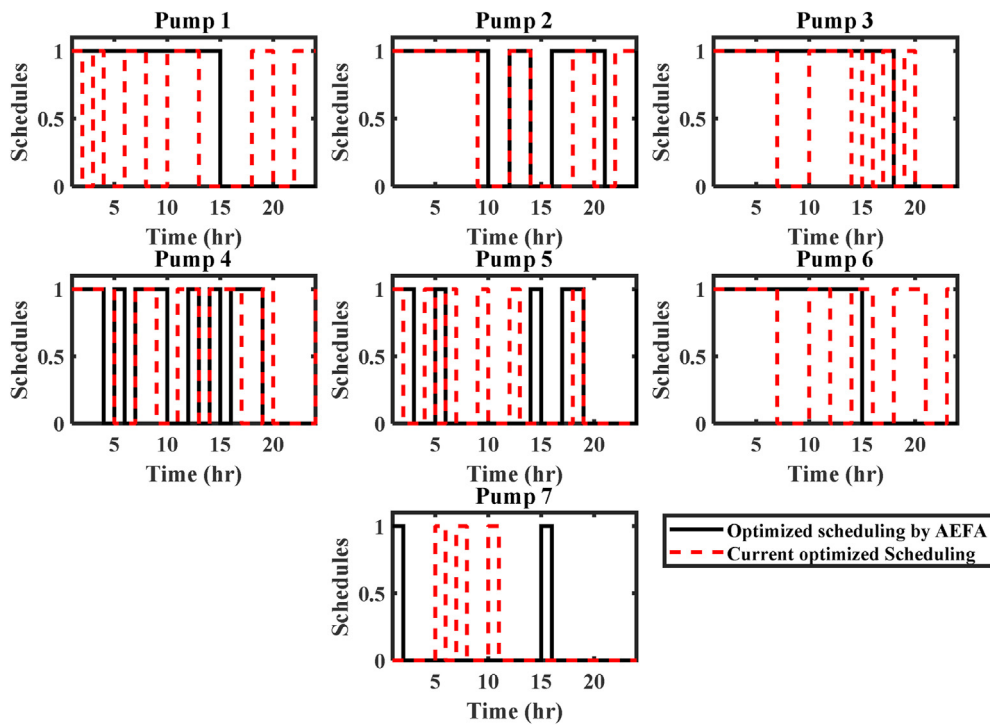 Pump 1
Pump 2
Pump 3
Schedules
1
0.5
0
5
10
15
20
Time (hr)
Schedules
1
0.5
0
5
10
15
20
Time (hr)
Schedules
1
0.5
0
5
10
15
20
Time (hr)
Pump 4
Pump 5
Pump 6
Schedules
1
0.5
0
5
10
15
20
Time (hr)
Schedules
1
0.5
0
5
10
15
20
Time (hr)
Schedules
1
0.5
0
5
10
15
20
Time (hr)
Pump 7
Schedules
1
0.5
0
5
10
15
20
Time (hr)
Optimized scheduling by AEFA
Current optimized Scheduling